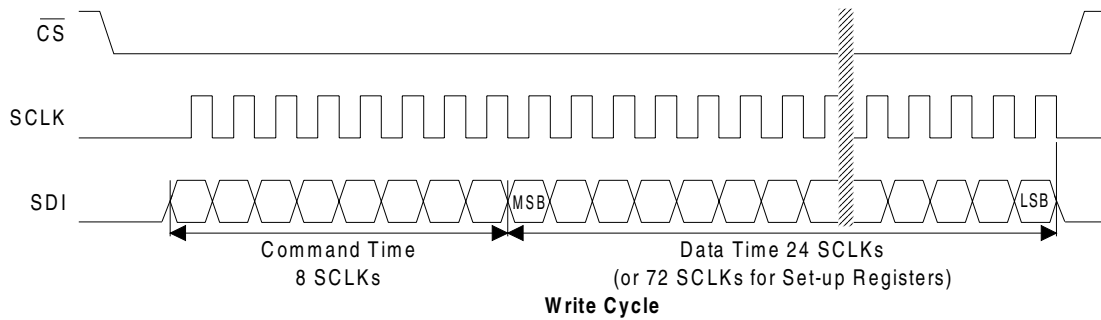 CS
SCLK
SDI
MSB
LSB
Command Time
8 SCLKs
Data Time 24 SCLKs
(or 72 SCLKs for Set-up Registers)
Write Cycle